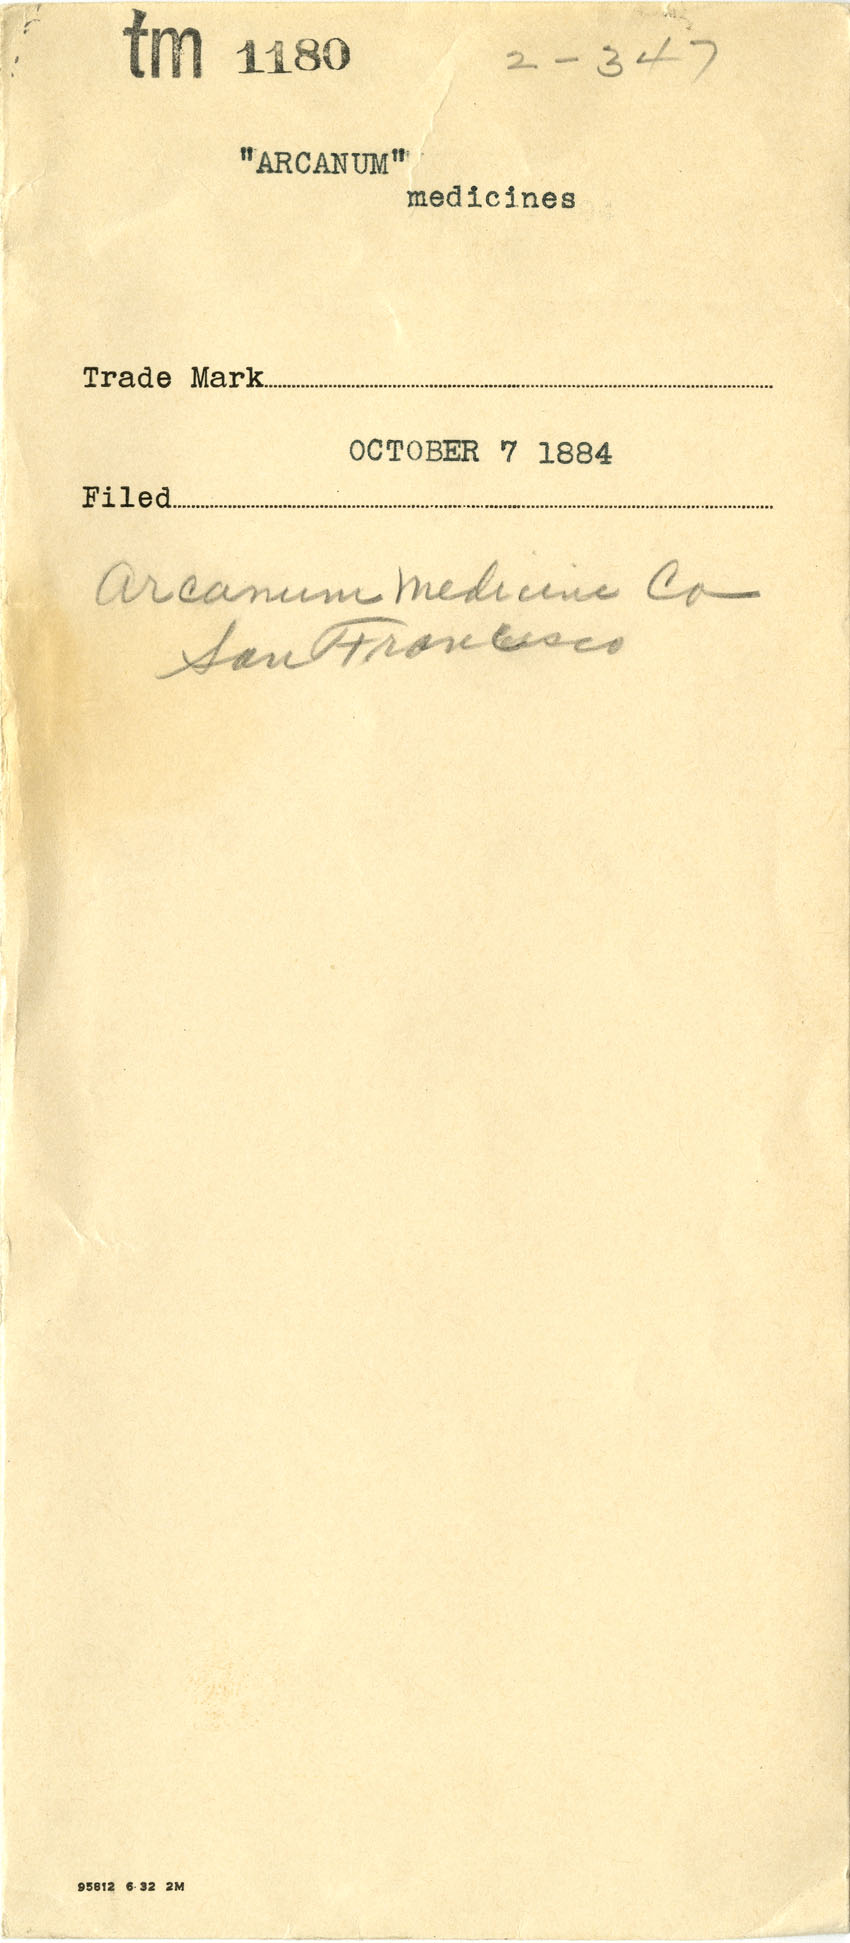 tm 1180 2-347
"ARCANUM"
medicines
Trade Mark
OCTOBER 7 1884
Filed
Arcanum Medicine Co
San Francisco
95812 6-32 2M